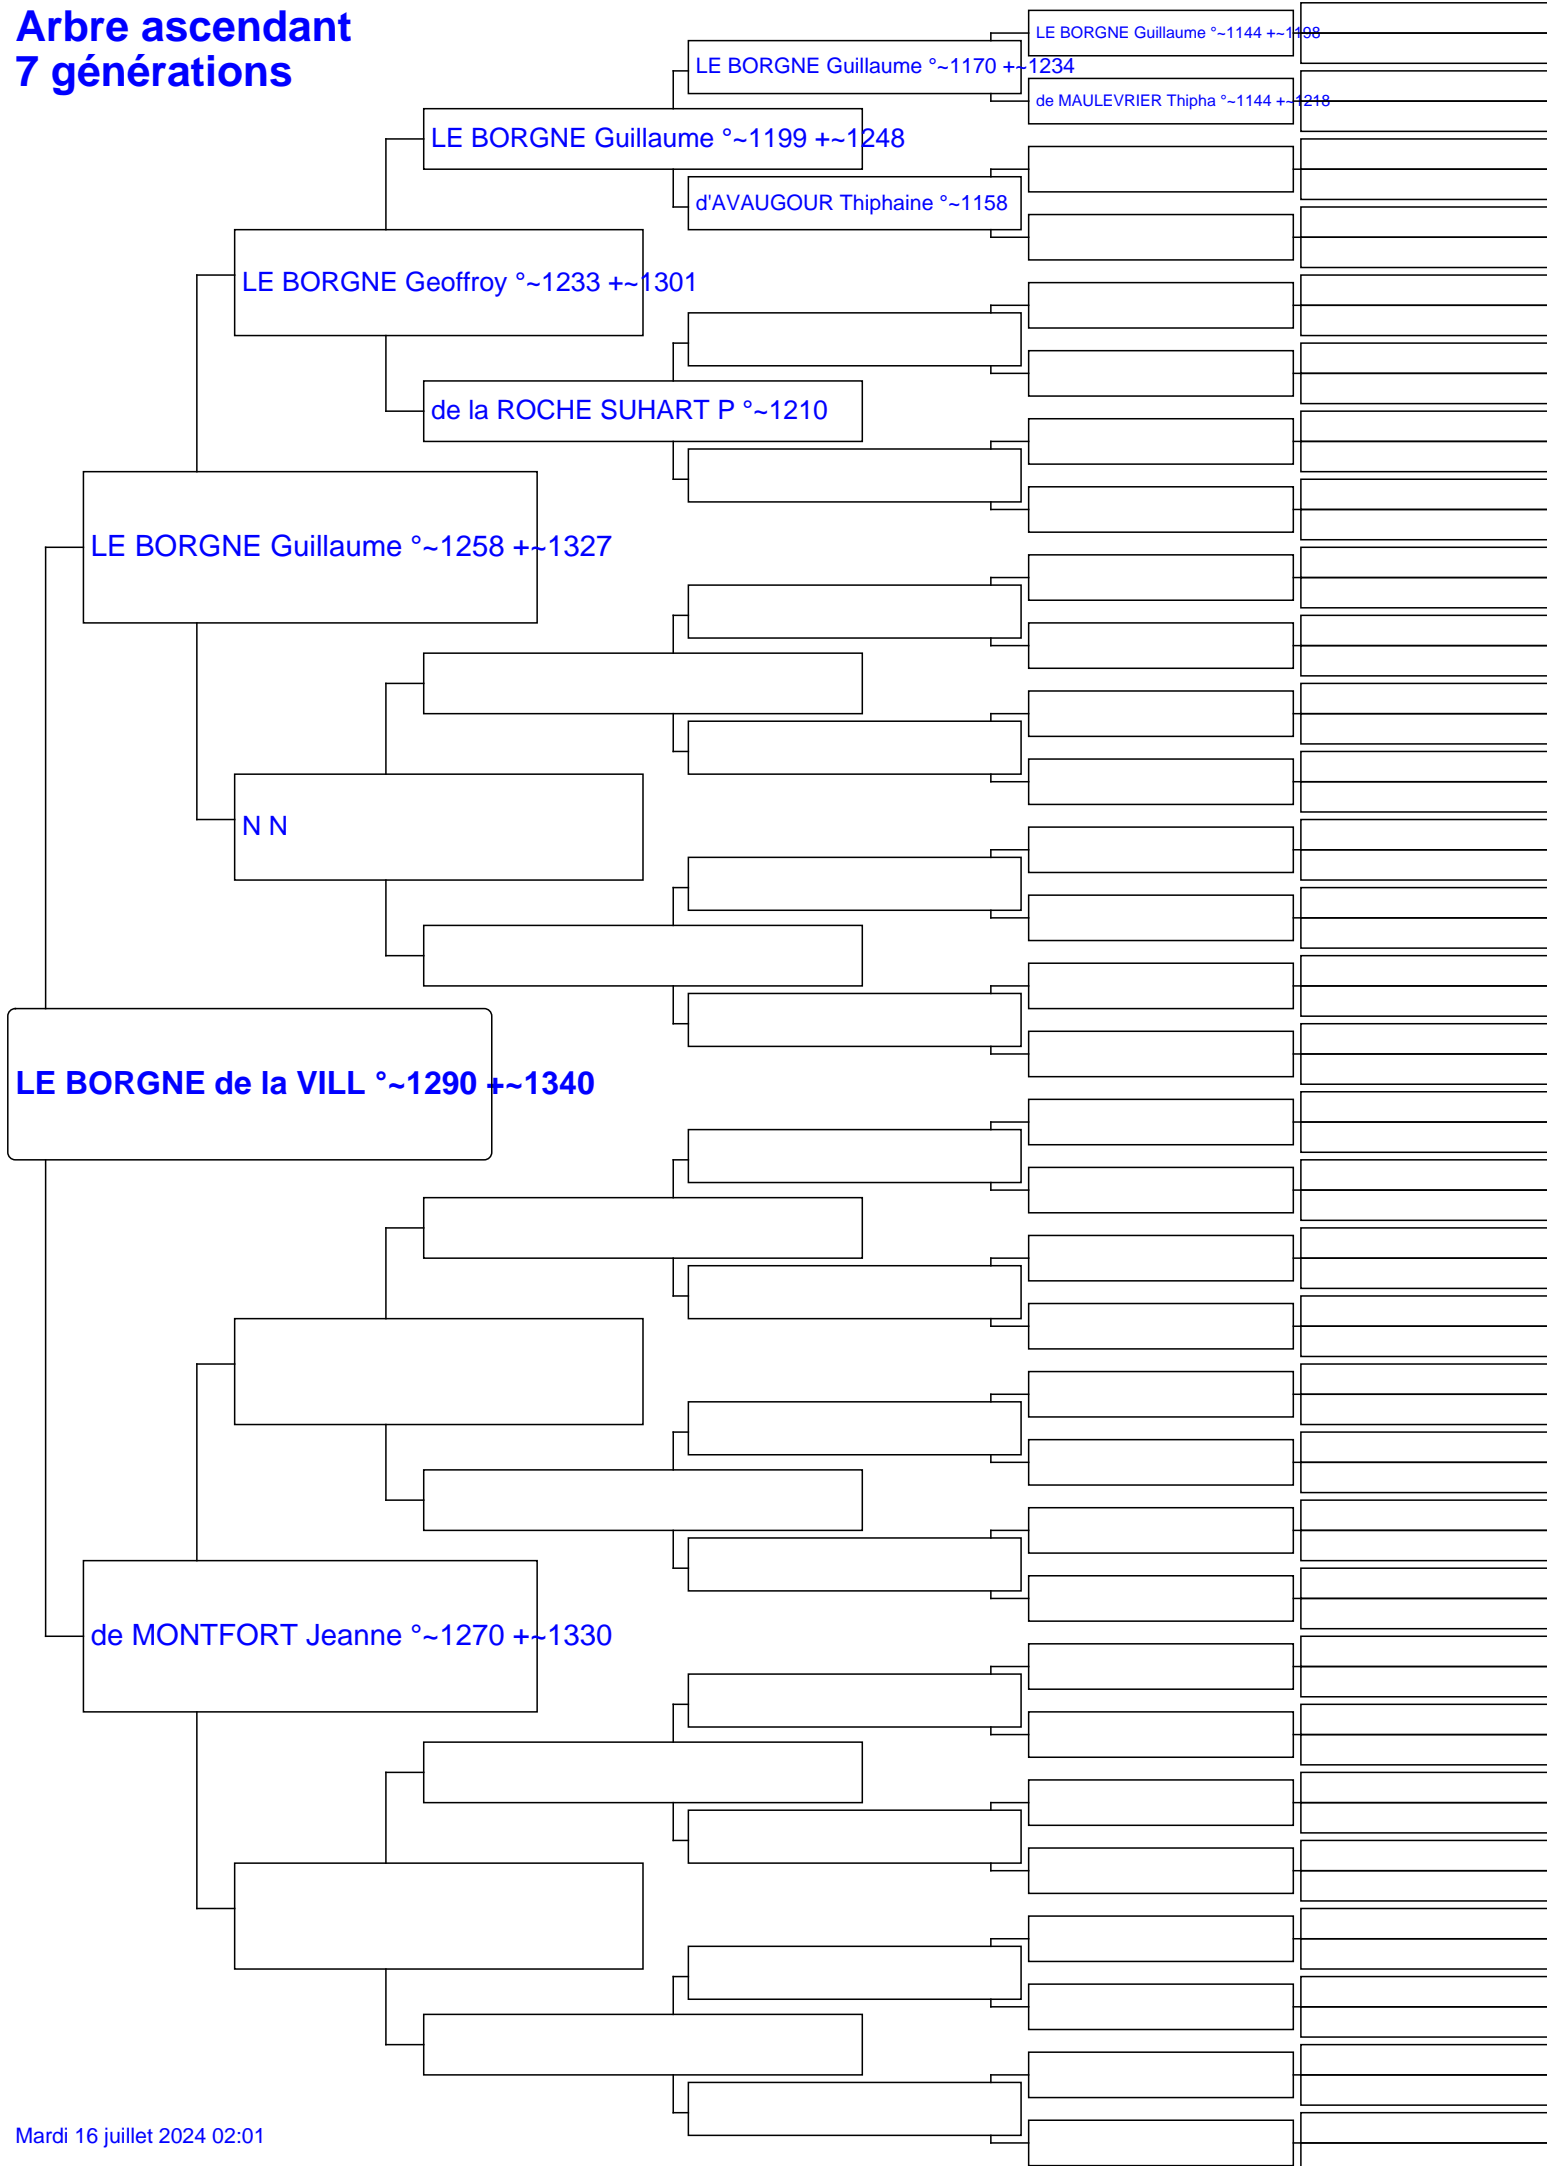 Arbre ascendant
7 générations
LE BORGNE Guillaume °~1144 +~1198
LE BORGNE Guillaume °~1170 +~1234
de MAULEVRIER Thipha °~1144 +~1218
LE BORGNE Guillaume °~1199 +~1248
d'AVAUGOUR Thiphaine °~1158
LE BORGNE Geoffroy °~1233 +~1301
de la ROCHE SUHART P °~1210
LE BORGNE Guillaume °~1258 +~1327
N N
LE BORGNE de la VILL °~1290 +~1340
de MONTFORT Jeanne °~1270 +~1330
Mardi 16 juillet 2024 02:01